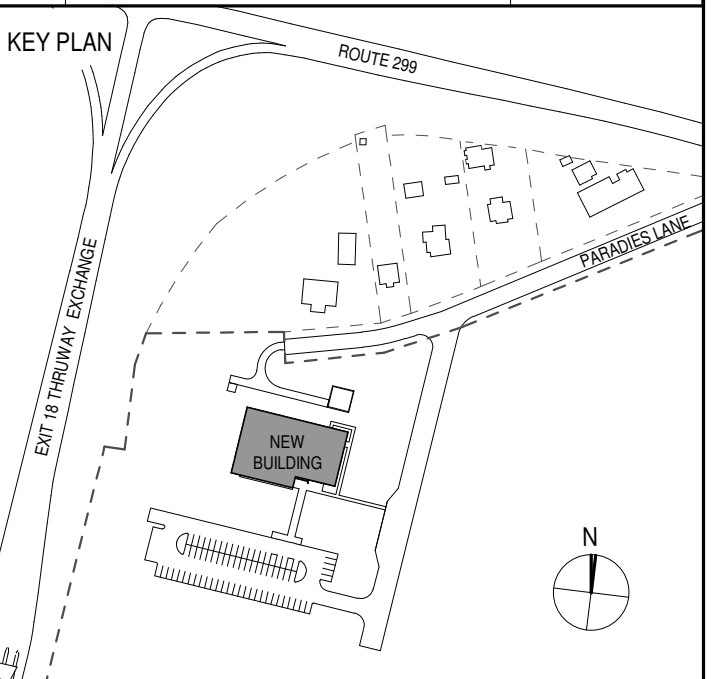 KEY PLAN
ROUTE 299
PARADIES LANE
EXIT 18 THRUWAY EXCHANGE
NEW
BUILDING
N